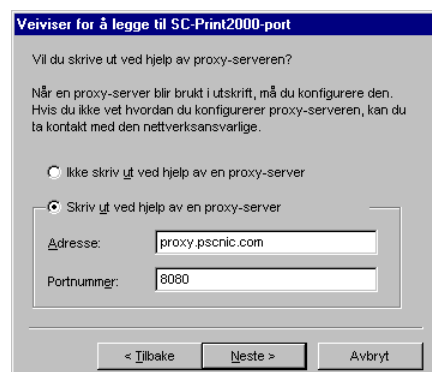 Veiviser for å legge til SC-Print2000-port
Vil du skrive ut ved hjelp av proxy-serveren?
Når en proxy-server blir brukt i utskrift, må du konfigurere den.
Hvis du ikke vet hvordan du konfigurerer proxy-serveren, kan du
ta kontakt med den nettverksansvarlige.
Ikke skriv ut ved hjelp av en proxy-server
Skriv ut ved hjelp av en proxy-server
Adresse: proxy.pscnic.com
Portnummer: 8080
< Tilbake Neste > Avbryt